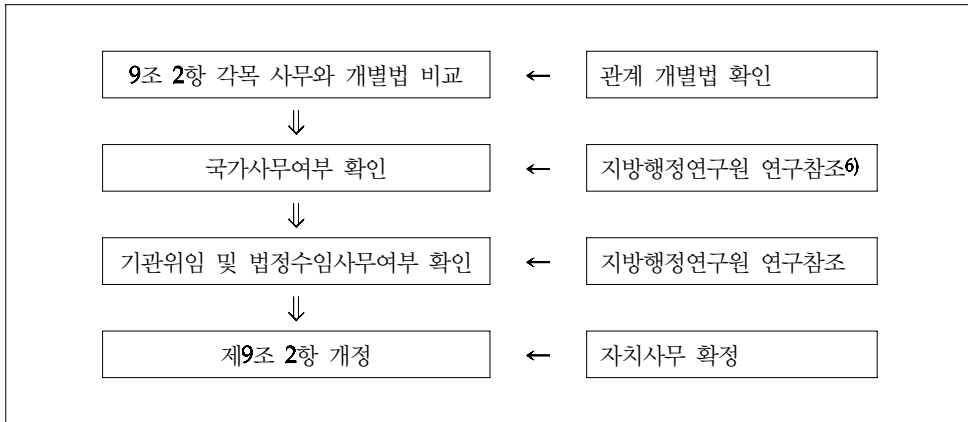 9조 2항 각목 사무와 개별법 비교 ← 관계 개별법 확인
⇓
국가사무여부 확인 ← 지방행정연구원 연구참조6)
⇓
기관위임 및 법정수임사무여부 확인 ← 지방행정연구원 연구참조
⇓
제9조 2항 개정 ← 자치사무 확정